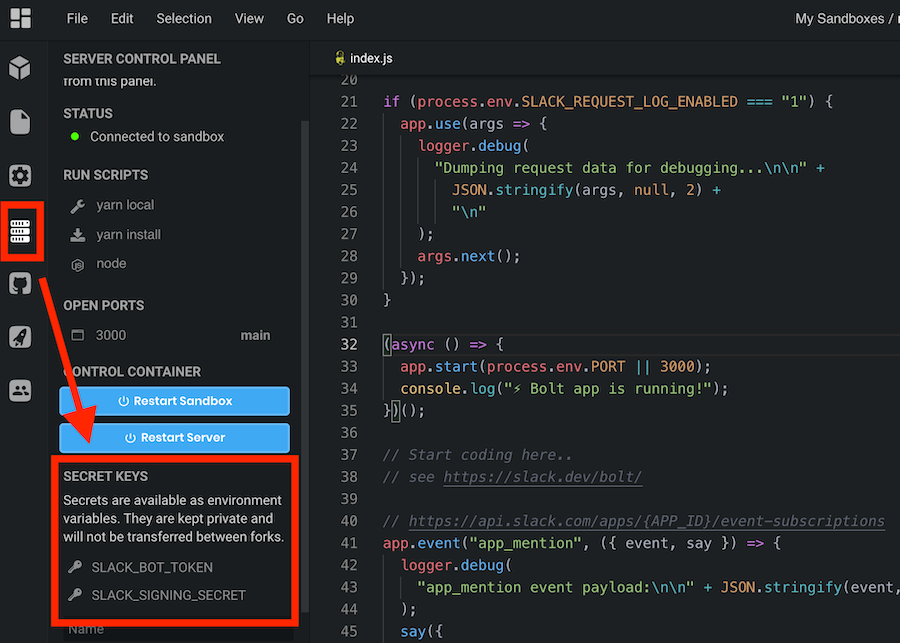 File Edit Selection View Go Help My Sandboxes /
SERVER CONTROL PANEL
from this panel.
STATUS
Connected to sandbox
RUN SCRIPTS
yarn local
yarn install
node
OPEN PORTS
3000 main
CONTROL CONTAINER
Restart Sandbox
Restart Server
SECRET KEYS
Secrets are available as environment
variables. They are kept private and
will not be transferred between forks.
SLACK_BOT_TOKEN
SLACK_SIGNING_SECRET
Name
index.js
20
21 if (process.env.SLACK_REQUEST_LOG_ENABLED === "1") {
22 app.use(args => {
23 logger.debug(
24 "Dumping request data for debugging...\n\n" +
25 JSON.stringify(args, null, 2) +
26 "\n"
27 );
28 args.next();
29 });
30 }
31
32 (async () => {
33 app.start(process.env.PORT || 3000);
34 console.log("⚡ Bolt app is running!");
35 })();
36
37 // Start coding here..
38 // see https://slack.dev/bolt/
39
40 // https://api.slack.com/apps/{APP_ID}/event-subscriptions
41 app.event("app_mention", ({ event, say }) => {
42 logger.debug(
43 "app_mention event payload:\n\n" + JSON.stringify(event,
44 );
45 say({